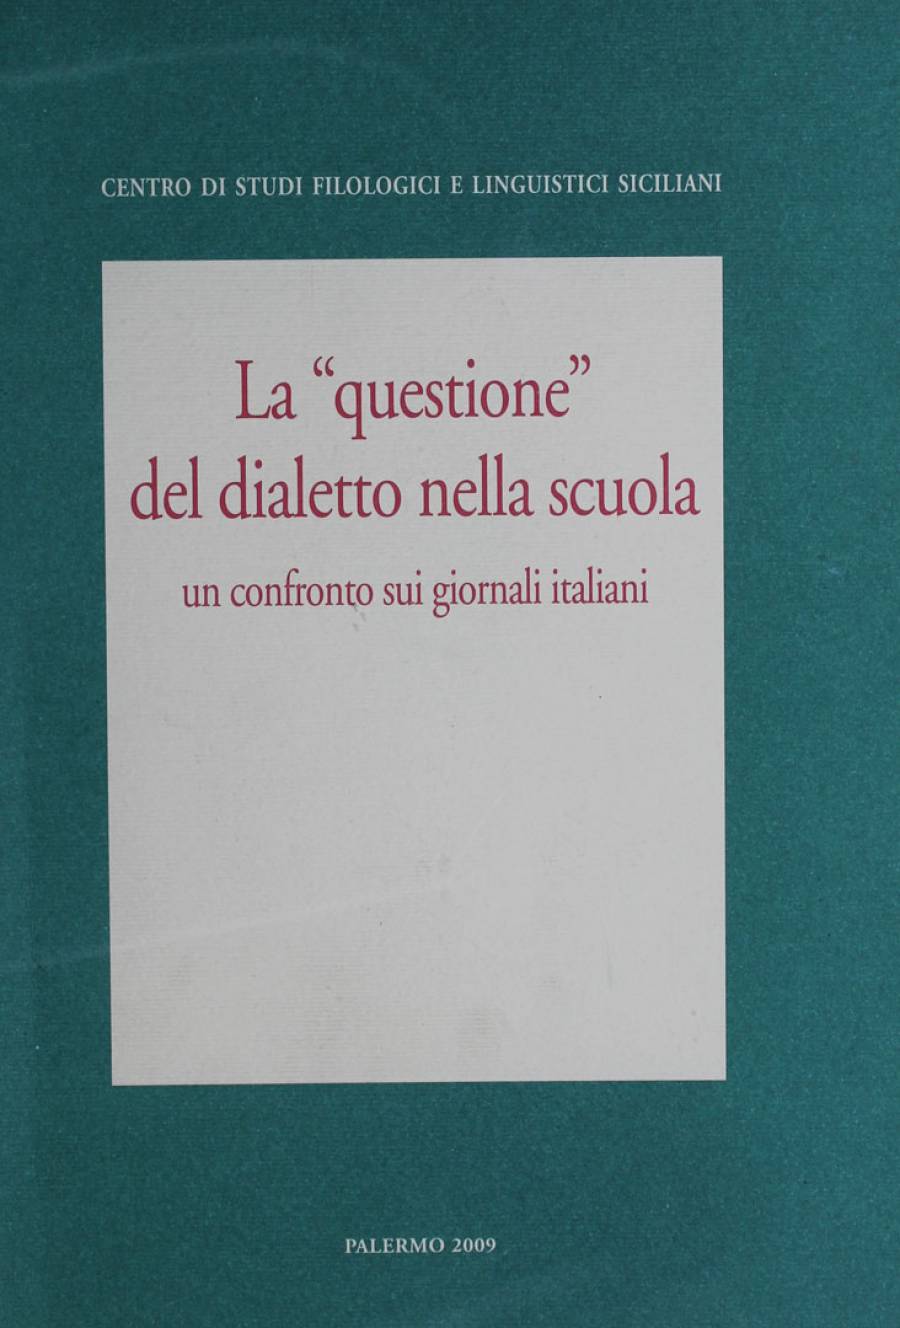 CENTRO DI STUDI FILOLOGICI E LINGUISTICI SICILIANI
La “questione”
del dialetto nella scuola
un confronto sui giornali italiani
PALERMO 2009